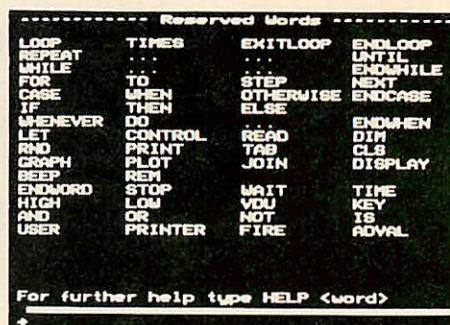 ---------- Reserved Words ----------
LOOP TIMES EXITLOOP ENDLOOP
REPEAT ... ... UNTIL
WHILE ... ... ENDWHILE
FOR TO STEP NEXT
CASE WHEN OTHERWISE ENDCASE
IF THEN ELSE
WHENEVER DO ... ENDWHEN
LET CONTROL READ DIM
RND PRINT TAB CLS
GRAPH PLOT JOIN DISPLAY
BEEP REM
ENDWORD STOP WAIT TIME
HIGH LOW VDU KEY
AND OR NOT IS
USER PRINTER FIRE ADVAL
For further help type HELP <word>